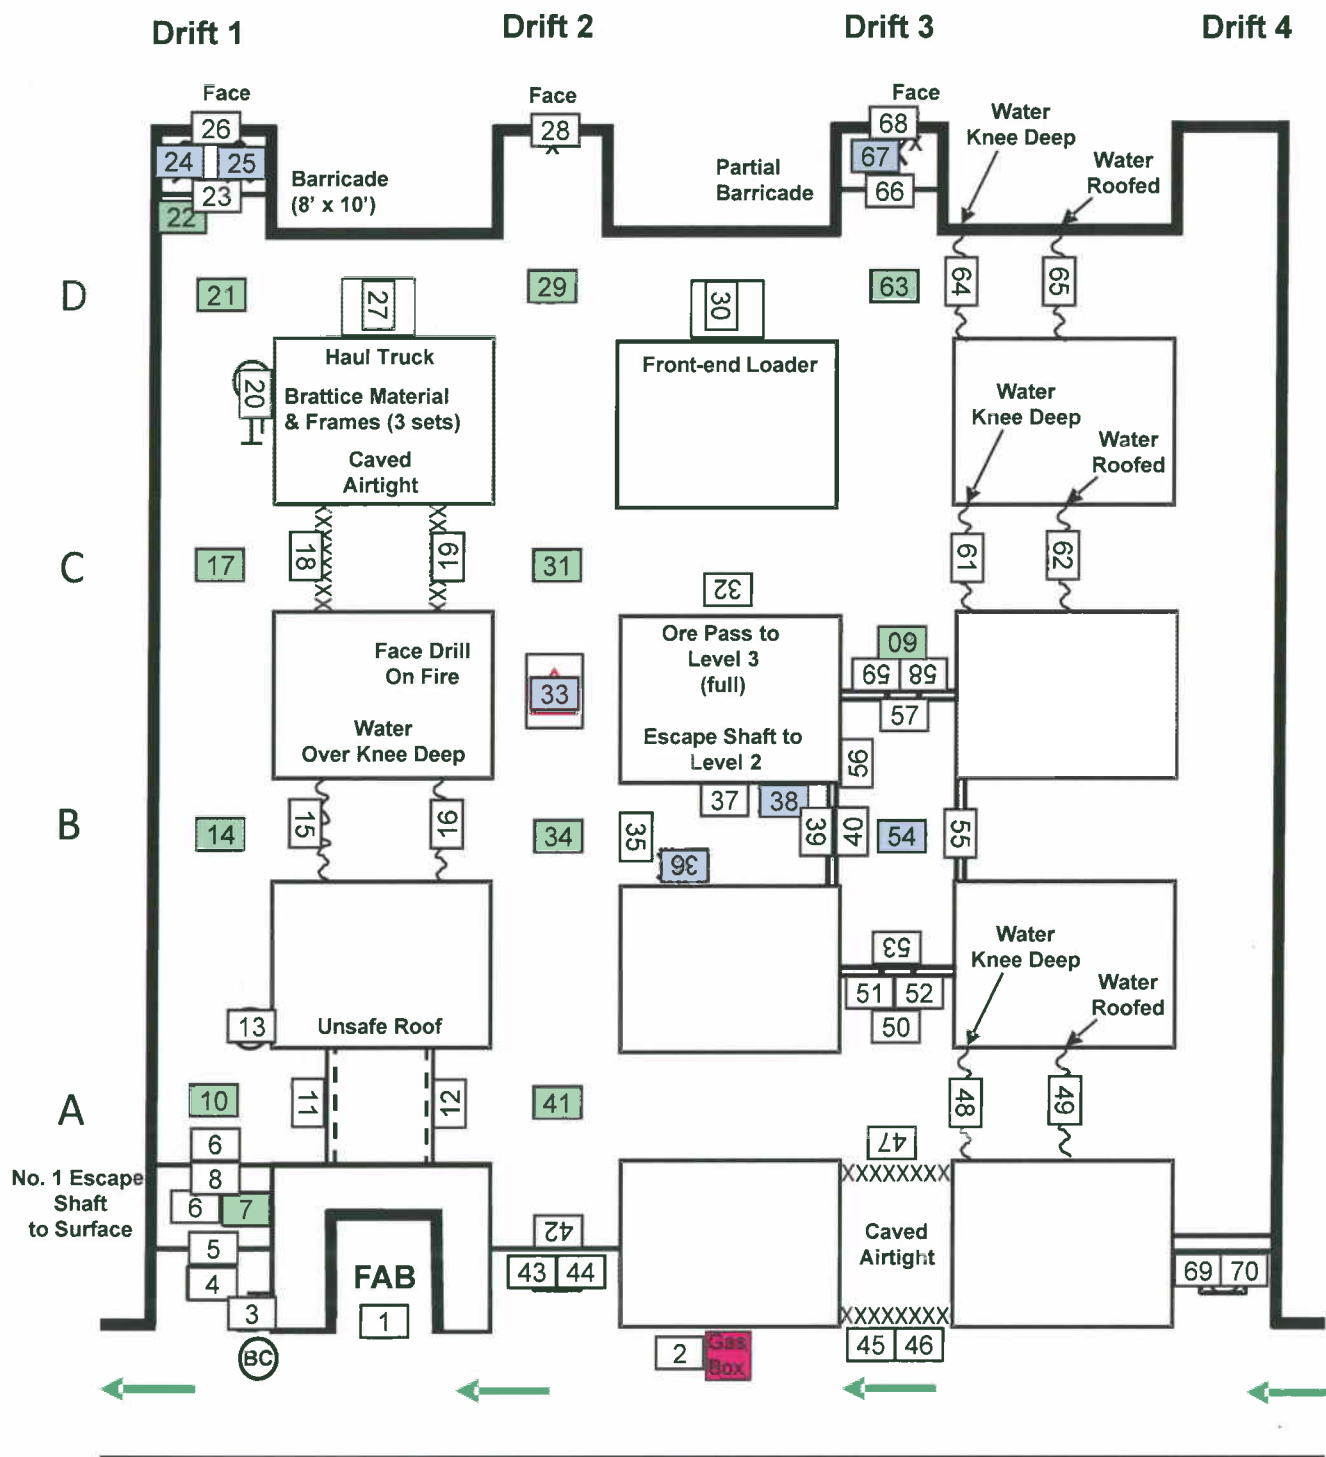 Drift 1 Drift 2 Drift 3 Drift 4
Face Face Face
26 28 68
Water
Knee Deep
24 25
67
Water
Roofed
Barricade
(8' x 10')
Partial
Barricade
23 66
22
D 21 27 29 30 63 64 65
Haul Truck
Front-end Loader
20
Brattice Material
& Frames (3 sets)
Caved
Airtight
Water
Knee Deep
Water
Roofed
XXXXXXX XXXXXXX
C 17 18 19 31 32 61 62
Face Drill
On Fire
33
Ore Pass to
Level 3
(full)
60
59 58
57
Water
Over Knee Deep
Escape Shaft to
Level 2
56
37 38
B 14 15 16 34 35 39 40 54 55
36
53
Water
Knee Deep
51 52
Water
Roofed
50
13
Unsafe Roof
A 10 11 12 41 48 49
6
47
XXXXXXX
No. 1 Escape
Shaft
to Surface
8
6 7
5
42
Caved
Airtight
4
43 44
69 70
FAB
3 1
XXXXXXX
BC
2
Gas
Box
45 46